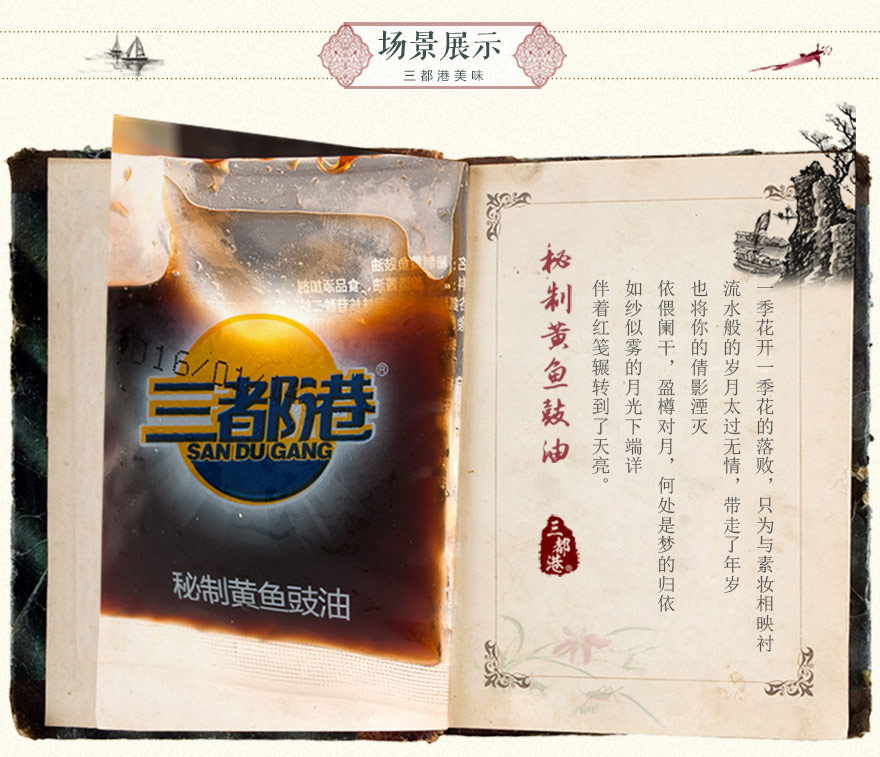 场景展示
三都港美味
016/01
三都港®
SAN DU GANG
秘制黄鱼豉油
秘制黄鱼豉油
三都港®
一季花开一季花的落败，只为与素妆相映衬
流水般的岁月太过无情，带走了年岁
也将你的倩影湮灭
依偎阑干，盈樽对月，何处是梦的归依
如纱似雾的月光下端详
伴着红笺辗转到了天亮。